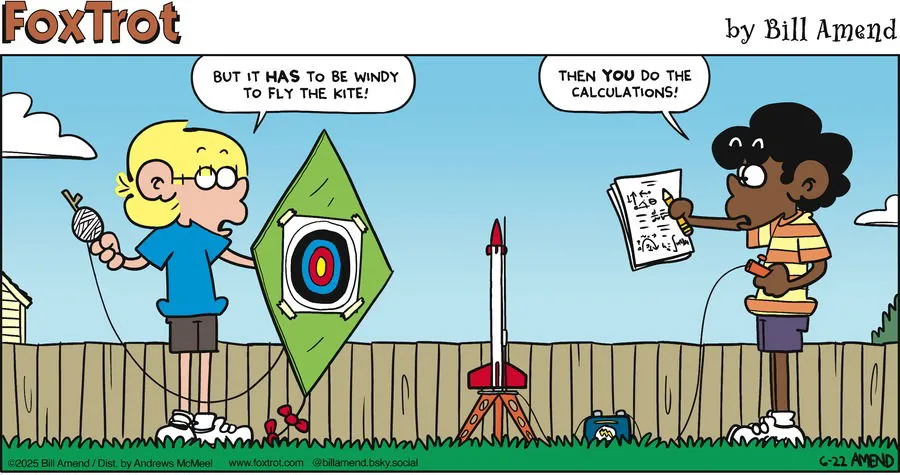 FoxTrot
by Bill Amend
BUT IT HAS TO BE WINDY
TO FLY THE KITE!
THEN YOU DO THE
CALCULATIONS!
©2025 Bill Amend / Dist. by Andrews McMeel
www.foxtrot.com
@billamend.bsky.social
6-22 AMEND